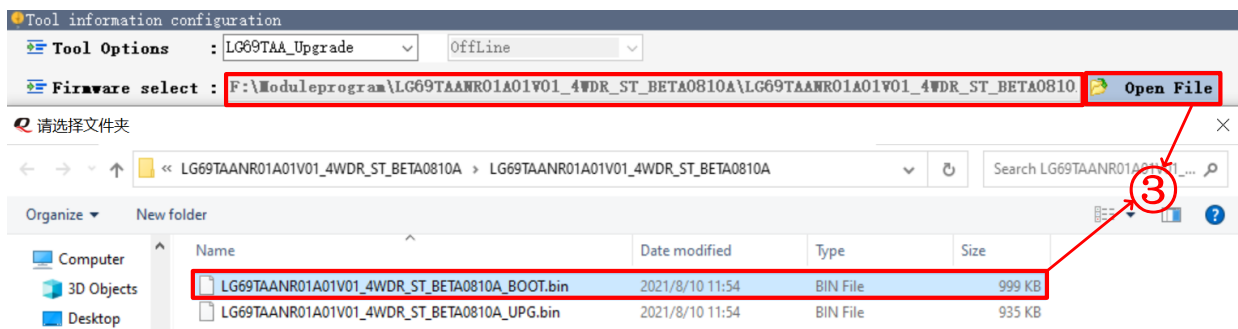 Tool information configuration
Tool Options : LG69TAA_Upgrade OffLine
Firmware select : F:\Moduleprogram\LG69TAANR01A01V01_4WDR_ST_BETA0810A\LG69TAANR01A01V01_4WDR_ST_BETA0810. Open File
请选择文件夹
« LG69TAANR01A01V01_4WDR_ST_BETA0810A › LG69TAANR01A01V01_4WDR_ST_BETA0810A Search LG69TAANR01A01V01_...
③
Organize New folder
Name Date modified Type Size
Computer
LG69TAANR01A01V01_4WDR_ST_BETA0810A_BOOT.bin 2021/8/10 11:54 BIN File 999 KB
3D Objects
LG69TAANR01A01V01_4WDR_ST_BETA0810A_UPG.bin 2021/8/10 11:54 BIN File 935 KB
Desktop